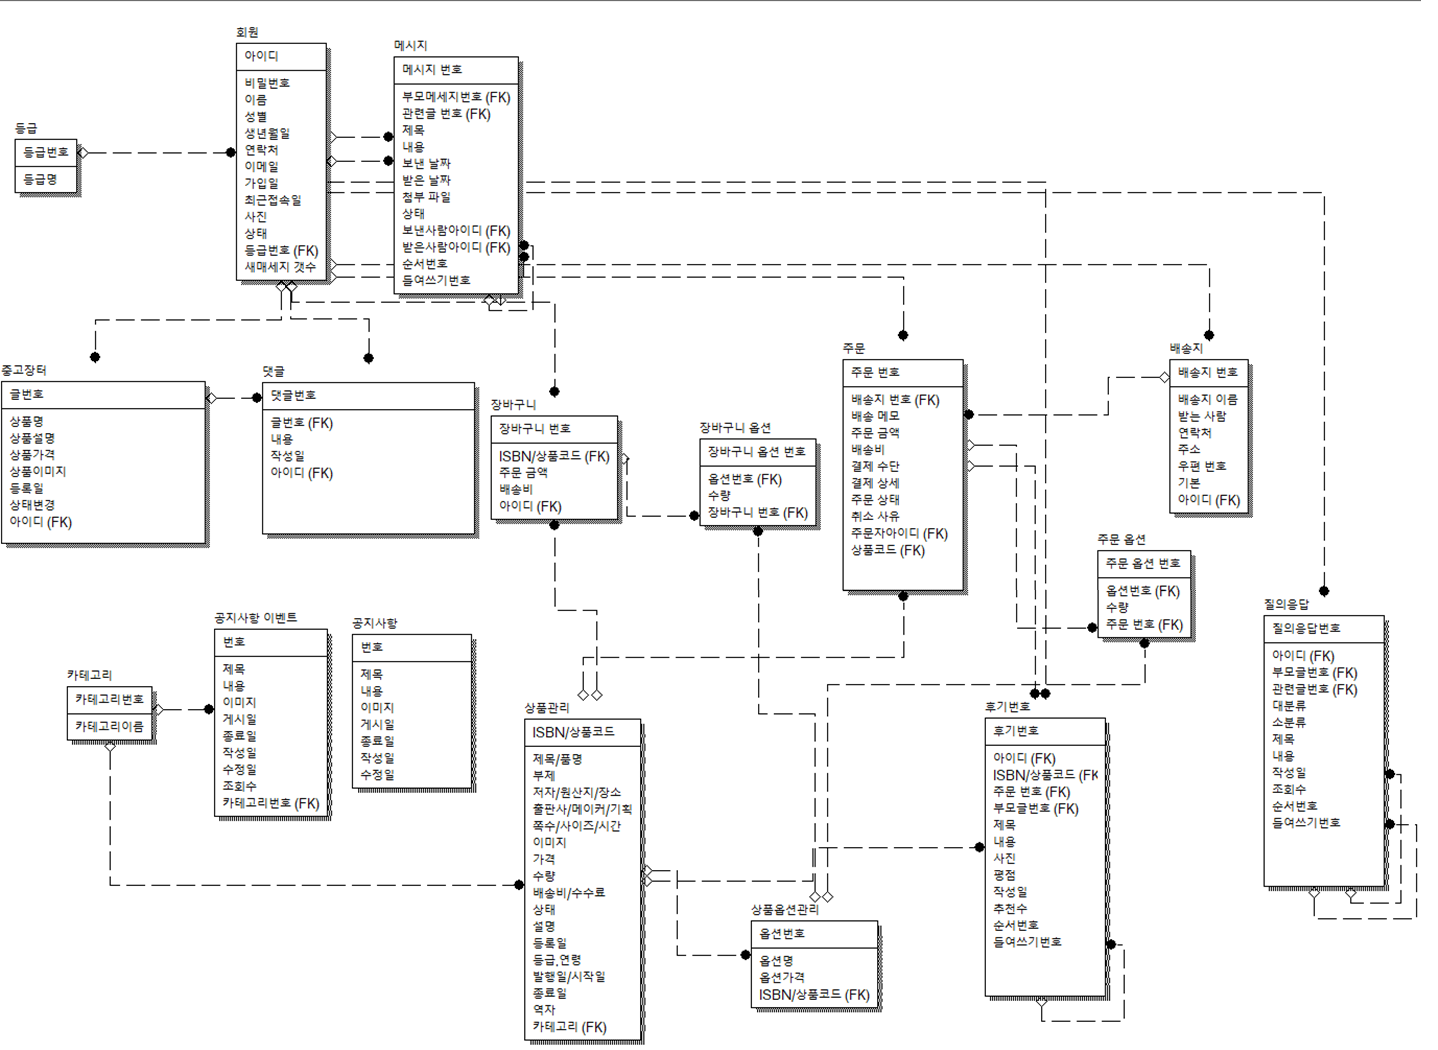 회원
아이디
비밀번호
이름
성별
생년월일
연락처
이메일
가입일
최근접속일
사진
상태
등급번호 (FK)
새매세지 갯수
메시지
메시지 번호
부모메세지번호 (FK)
관련글 번호 (FK)
제목
내용
보낸 날짜
받은 날짜
첨부 파일
상태
보낸사람아이디 (FK)
받은사람아이디 (FK)
순서번호
들여쓰기번호
등급
등급번호
등급명
중고장터
글번호
상품명
상품설명
상품가격
상품이미지
등록일
상태변경
아이디 (FK)
댓글
댓글번호
글번호 (FK)
내용
작성일
아이디 (FK)
장바구니
장바구니 번호
ISBN/상품코드 (FK)
주문 금액
배송비
아이디 (FK)
장바구니 옵션
장바구니 옵션 번호
옵션번호 (FK)
수량
장바구니 번호 (FK)
주문
주문 번호
배송지 번호 (FK)
배송 메모
주문 금액
배송비
결제 수단
결제 상세
주문 상태
취소 사유
주문자아이디 (FK)
상품코드 (FK)
배송지
배송지 번호
배송지 이름
받는 사람
연락처
주소
우편 번호
기본
아이디 (FK)
주문 옵션
주문 옵션 번호
옵션번호 (FK)
수량
주문 번호 (FK)
질의응답
질의응답번호
아이디 (FK)
부모글번호 (FK)
관련글번호 (FK)
대분류
소분류
제목
내용
작성일
조회수
순서번호
들여쓰기번호
공지사항 이벤트
번호
제목
내용
이미지
게시일
종료일
작성일
수정일
조회수
카테고리번호 (FK)
공지사항
번호
제목
내용
이미지
게시일
종료일
작성일
수정일
카테고리
카테고리번호
카테고리이름
상품관리
ISBN/상품코드
제목/품명
부제
저자/원산지/장소
출판사/메이커/기획
쪽수/사이즈/시간
이미지
가격
수량
배송비/수수료
상태
설명
등록일
등급,연령
발행일/시작일
종료일
역자
카테고리 (FK)
상품옵션관리
옵션번호
옵션명
옵션가격
ISBN/상품코드 (FK)
후기번호
후기번호
아이디 (FK)
ISBN/상품코드 (FK
주문 번호 (FK)
부모글번호 (FK)
제목
내용
사진
평점
작성일
추천수
순서번호
들여쓰기번호